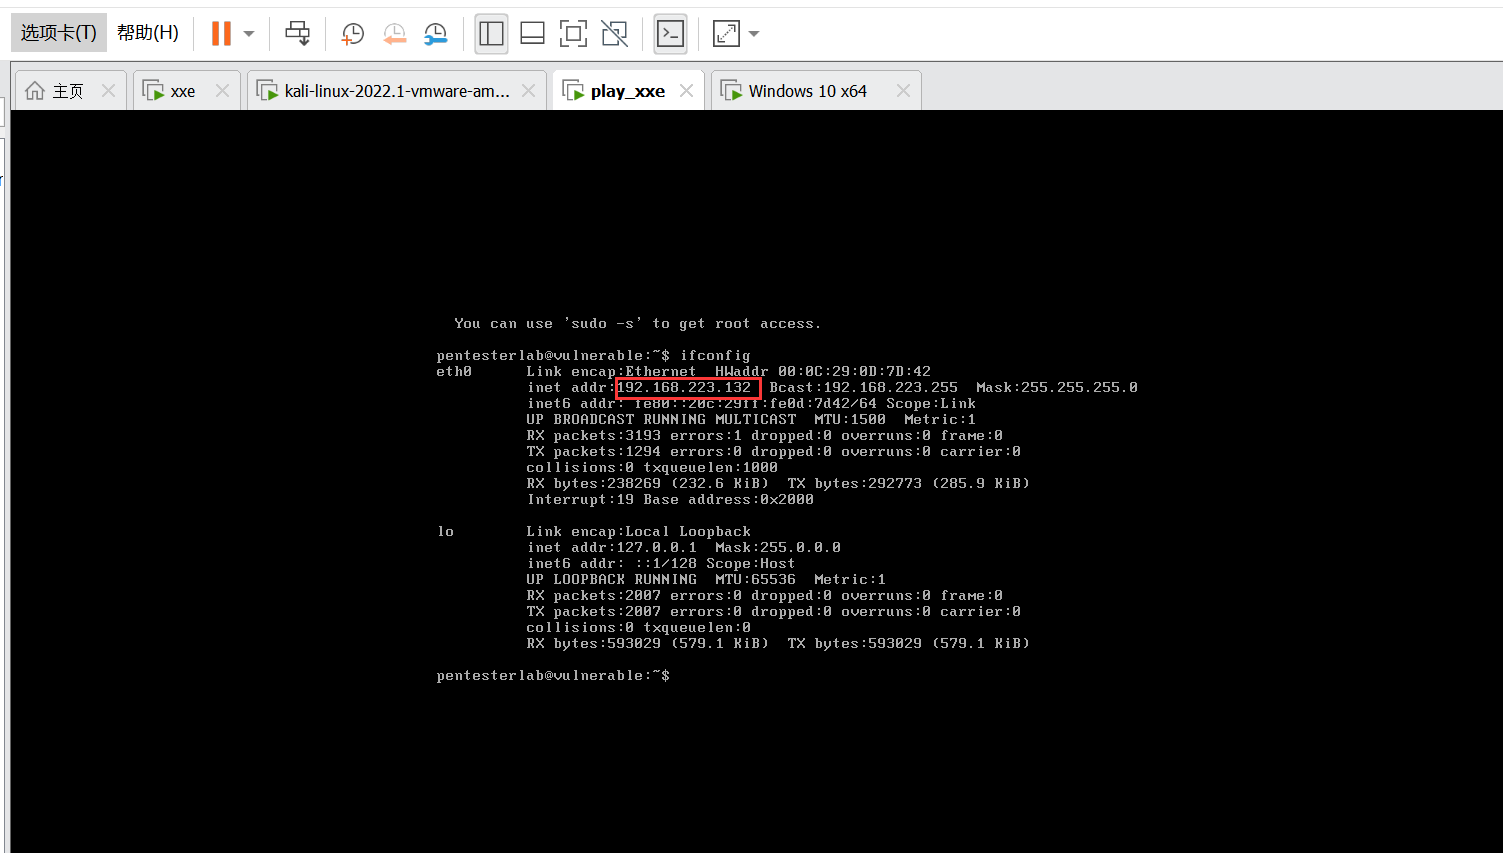 选项卡(T) 帮助(H)
主页 xxe kali-linux-2022.1-vmware-am... play_xxe Windows 10 x64
You can use 'sudo -s' to get root access.
pentesterlab@vulnerable:~$ ifconfig
eth0 Link encap:Ethernet HWaddr 00:0C:29:0D:7D:42
inet addr:192.168.223.132 Bcast:192.168.223.255 Mask:255.255.255.0
inet6 addr: fe80::20c:29ff:fe0d:7d42/64 Scope:Link
UP BROADCAST RUNNING MULTICAST MTU:1500 Metric:1
RX packets:3193 errors:1 dropped:0 overruns:0 frame:0
TX packets:1294 errors:0 dropped:0 overruns:0 carrier:0
collisions:0 txqueuelen:1000
RX bytes:238269 (232.6 KiB) TX bytes:292773 (285.9 KiB)
Interrupt:19 Base address:0x2000
lo Link encap:Local Loopback
inet addr:127.0.0.1 Mask:255.0.0.0
inet6 addr: ::1/128 Scope:Host
UP LOOPBACK RUNNING MTU:65536 Metric:1
RX packets:2007 errors:0 dropped:0 overruns:0 frame:0
TX packets:2007 errors:0 dropped:0 overruns:0 carrier:0
collisions:0 txqueuelen:0
RX bytes:593029 (579.1 KiB) TX bytes:593029 (579.1 KiB)
pentesterlab@vulnerable:~$